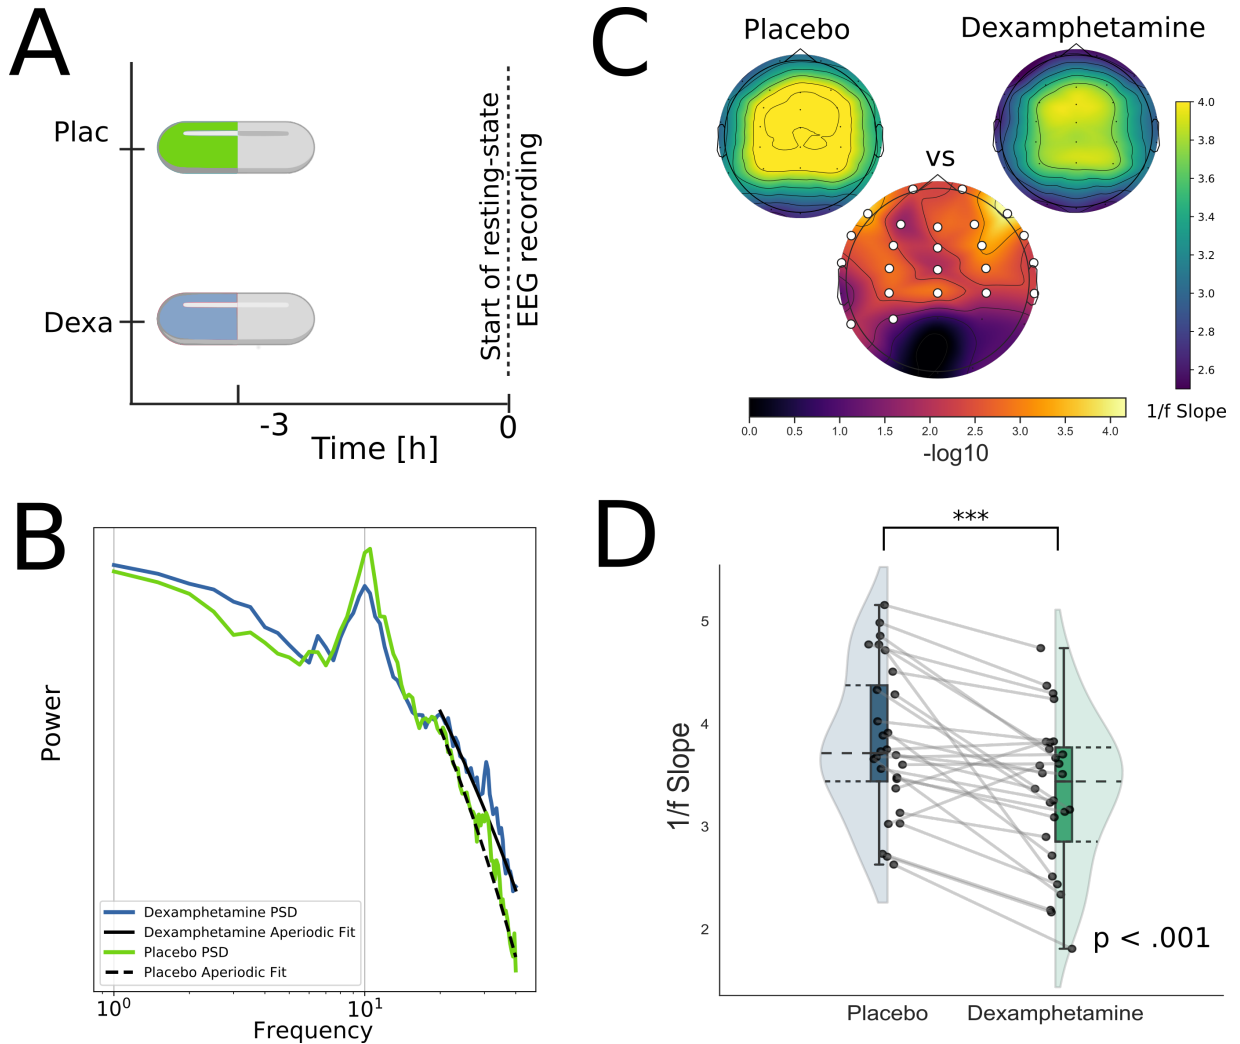 A
Plac
Dexa
Start of resting-state
EEG recording
-3
0
Time [h]
C
Placebo
Dexamphetamine
vs
4.0
3.8
3.6
3.4
3.2
3.0
2.8
2.6
1/f Slope
0.0 0.5 1.0 1.5 2.0 2.5 3.0 3.5 4.0
-log10
B
Power
Dexamphetamine PSD
Dexamphetamine Aperiodic Fit
Placebo PSD
Placebo Aperiodic Fit
10⁰ 10¹
Frequency
D
***
1/f Slope
5
4
3
2
p < .001
Placebo Dexamphetamine